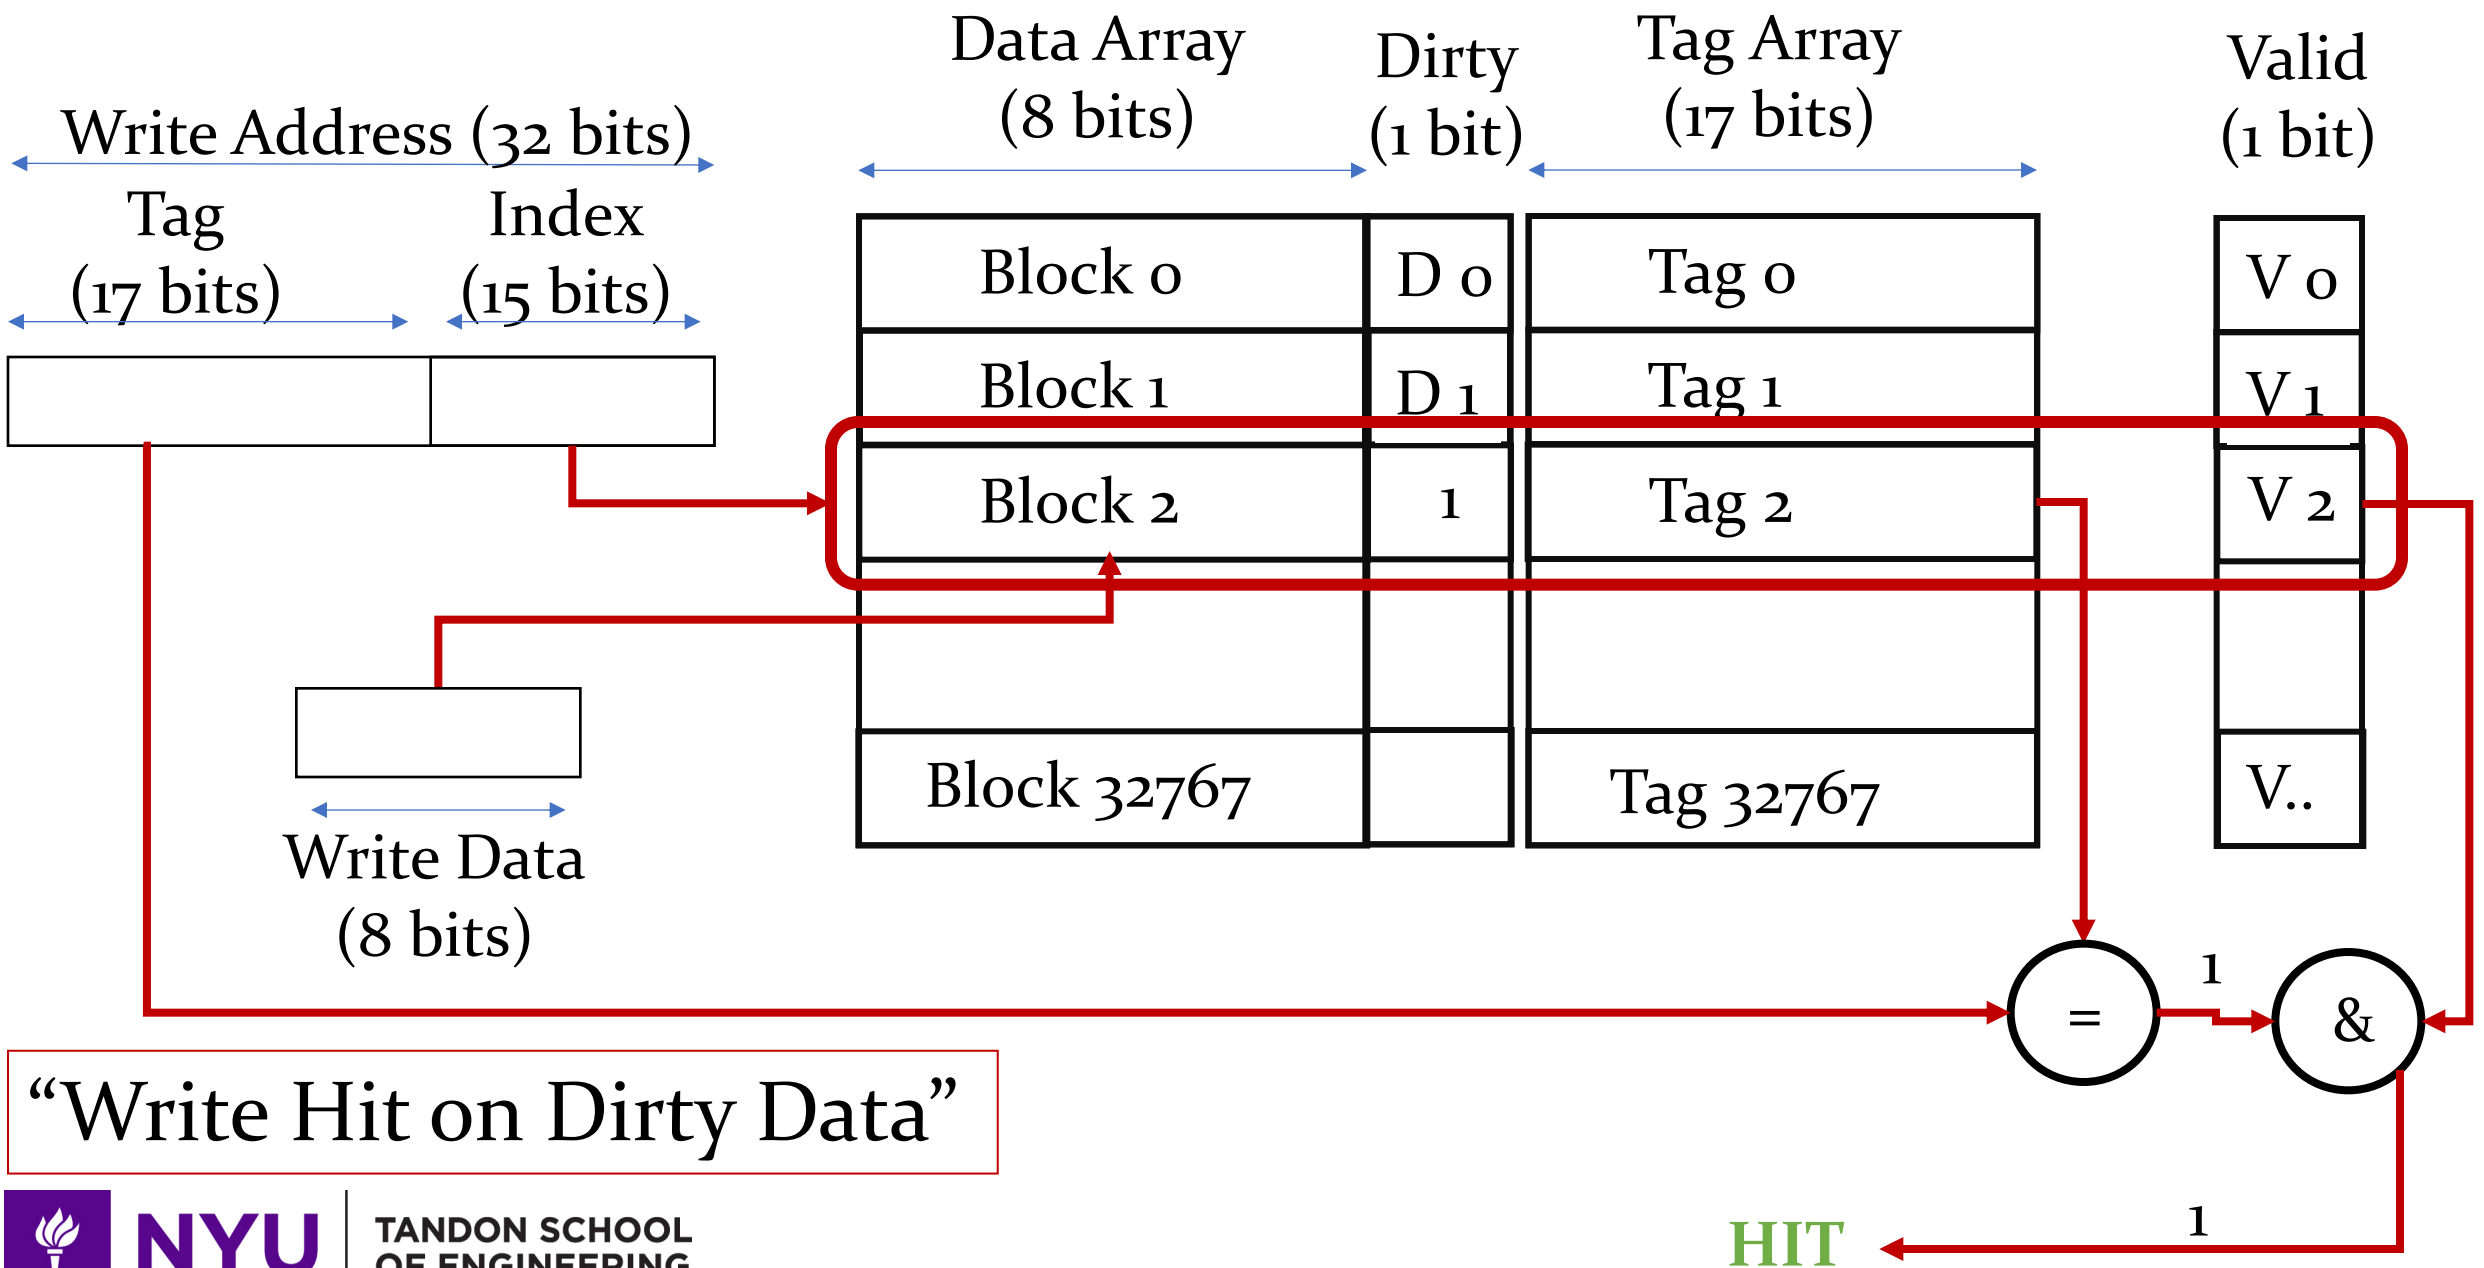 Write Address (32 bits)
Tag
(17 bits)
Index
(15 bits)
Data Array
(8 bits)
Dirty
(1 bit)
Tag Array
(17 bits)
Valid
(1 bit)
Block 0
D 0
Tag 0
V 0
Block 1
D 1
Tag 1
V 1
Block 2
1
Tag 2
V 2
Block 32767
Tag 32767
V..
Write Data
(8 bits)
=
1
&
“Write Hit on Dirty Data”
1
HIT
NYU
TANDON SCHOOL
OF ENGINEERING